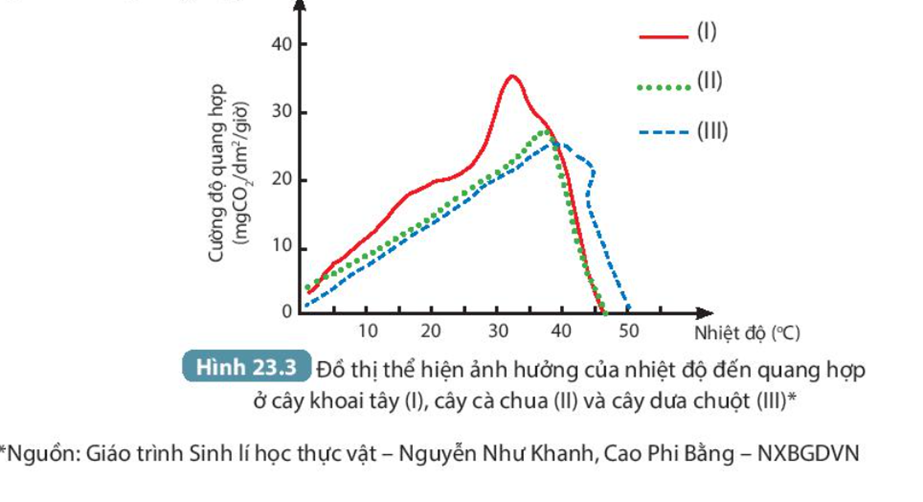 (I)
(II)
(III)
Cường độ quang hợp
(mgCO₂/dm²/giờ)
40
30
20
10
0
10 20 30 40 50
Nhiệt độ (°C)
Hình 23.3 Đồ thị thể hiện ảnh hưởng của nhiệt độ đến quang hợp
ở cây khoai tây (I), cây cà chua (II) và cây dưa chuột (III)*
*Nguồn: Giáo trình Sinh lí học thực vật – Nguyễn Như Khanh, Cao Phi Bằng – NXBGDVN